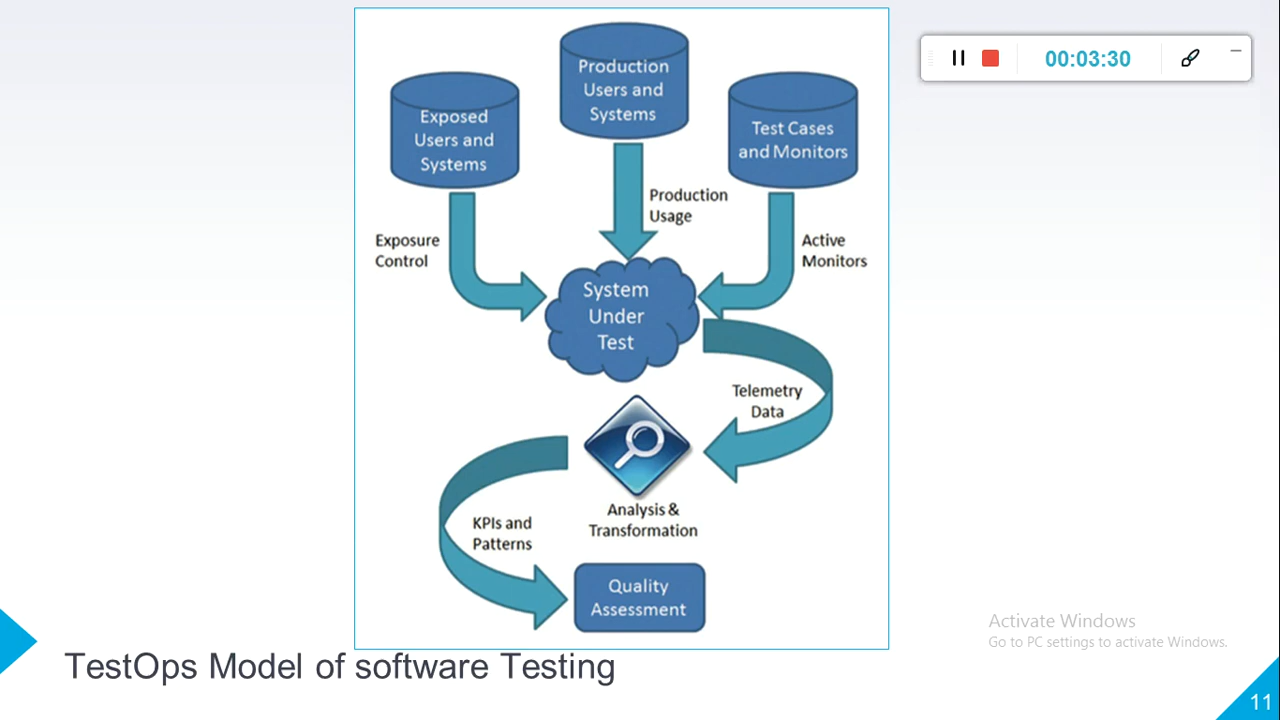 Production
Users and
Systems
Exposed
Users and
Systems
Test Cases
and Monitors
00:03:30
Production
Usage
Exposure
Control
Active
Monitors
System
Under
Test
Telemetry
Data
Analysis &
Transformation
KPIs and
Patterns
Quality
Assessment
Activate Windows
Go to PC settings to activate Windows.
TestOps Model of software Testing
11